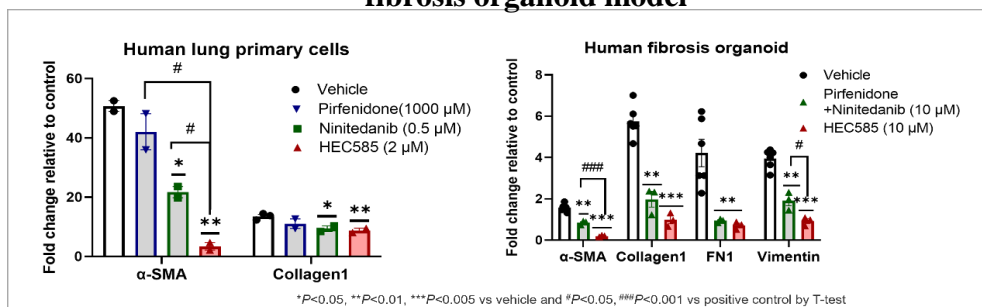 fibrosis organoid model
Human lung primary cells
Fold change relative to control
60
40
20
0
#
#
*
**
*
**
Vehicle
Pirfenidone(1000 μM)
Ninitedanib (0.5 μM)
HEC585 (2 μM)
α-SMA
Collagen1
Human fibrosis organoid
Fold change relative to control
8
6
4
2
0
Vehicle
Pirfenidone
+Ninitedanib (10 μM)
HEC585 (10 μM)
###
**
***
**
***
**
#
**
***
α-SMA
Collagen1
FN1
Vimentin
*P<0.05, **P<0.01, ***P<0.005 vs vehicle and #P<0.05, ###P<0.001 vs positive control by T-test